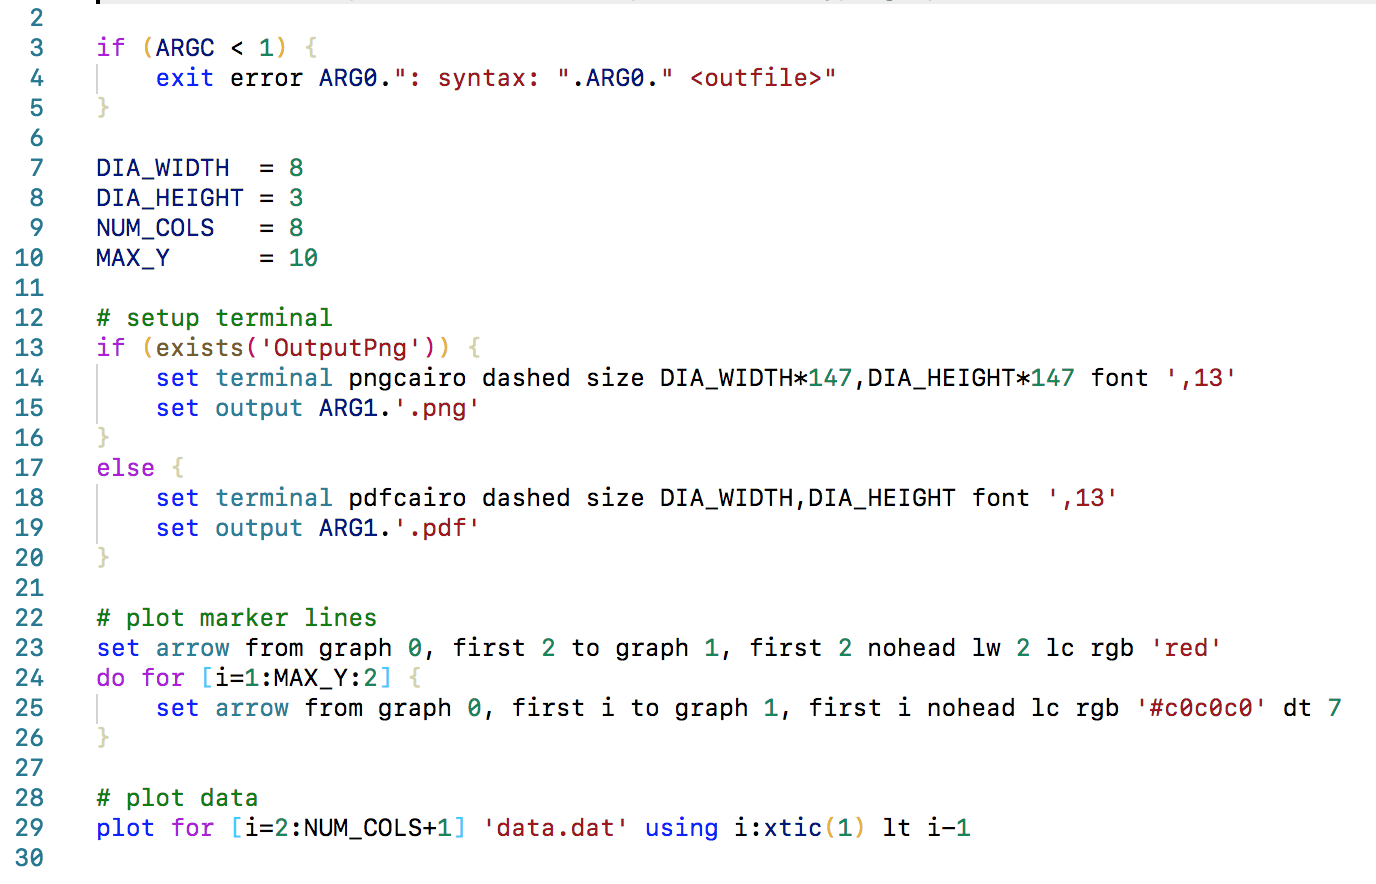 2
3 if (ARGC < 1) {
4     exit error ARG0.": syntax: ".ARG0." <outfile>"
5 }
6
7 DIA_WIDTH  = 8
8 DIA_HEIGHT = 3
9 NUM_COLS   = 8
10 MAX_Y      = 10
11
12 # setup terminal
13 if (exists('OutputPng')) {
14     set terminal pngcairo dashed size DIA_WIDTH*147,DIA_HEIGHT*147 font ',13'
15     set output ARG1.'.png'
16 }
17 else {
18     set terminal pdfcairo dashed size DIA_WIDTH,DIA_HEIGHT font ',13'
19     set output ARG1.'.pdf'
20 }
21
22 # plot marker lines
23 set arrow from graph 0, first 2 to graph 1, first 2 nohead lw 2 lc rgb 'red'
24 do for [i=1:MAX_Y:2] {
25     set arrow from graph 0, first i to graph 1, first i nohead lc rgb '#c0c0c0' dt 7
26 }
27
28 # plot data
29 plot for [i=2:NUM_COLS+1] 'data.dat' using i:xtic(1) lt i-1
30